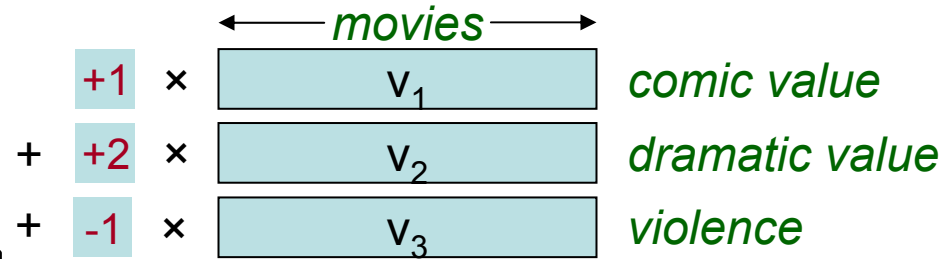 movies
+1 × v₁ comic value
+ +2 × v₂ dramatic value
+ -1 × v₃ violence